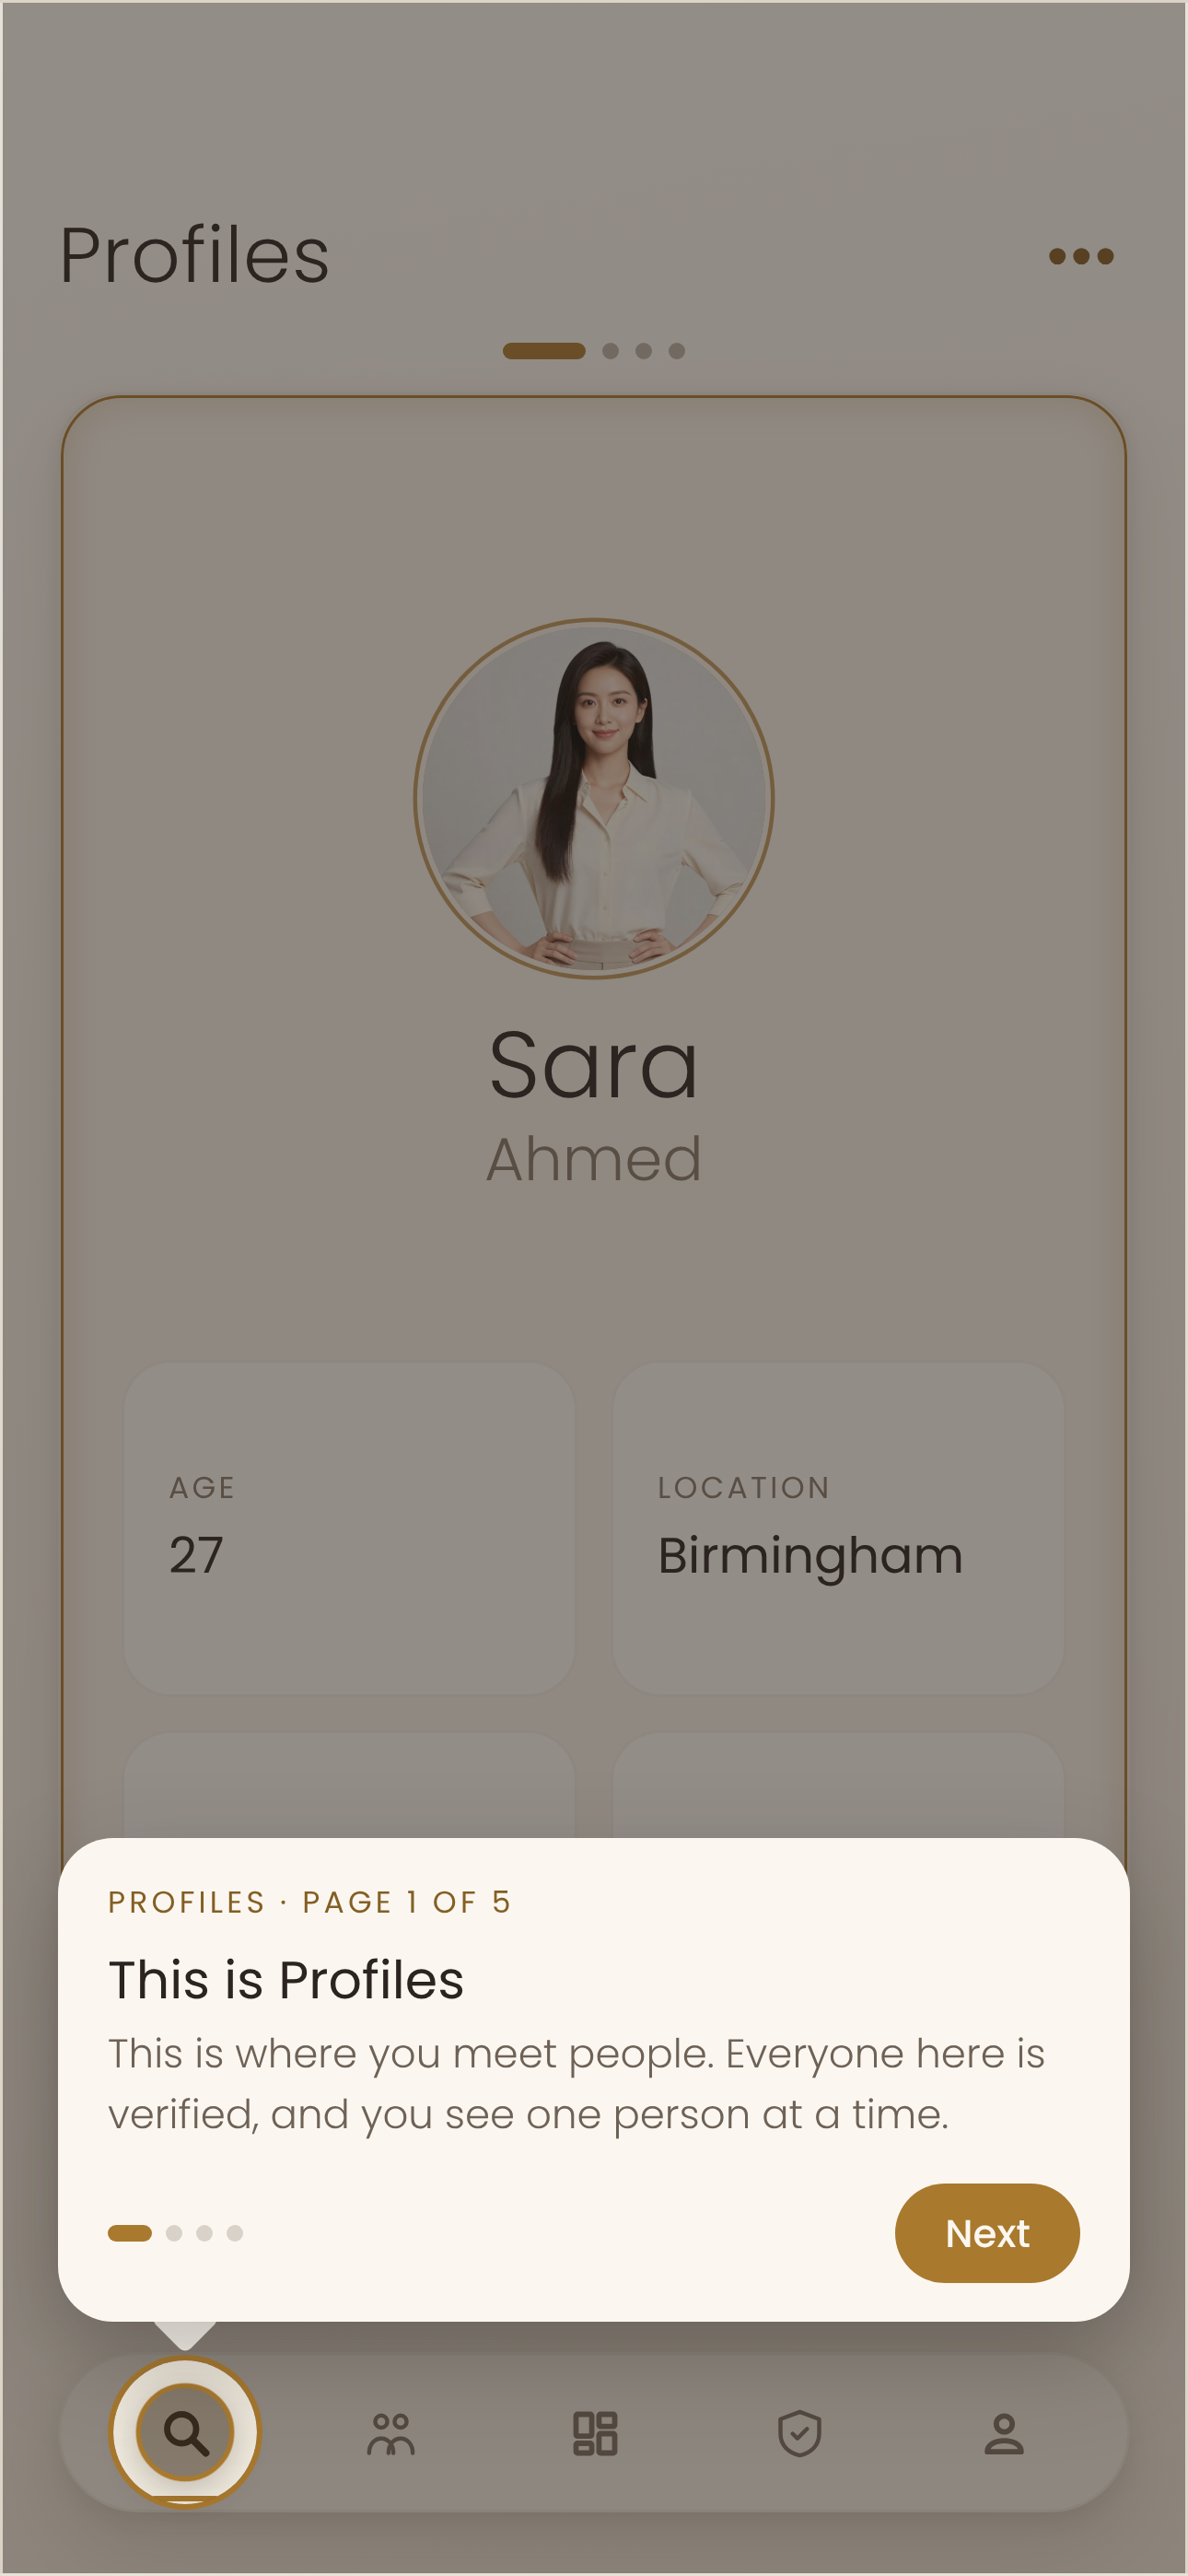 Profiles
Sara
Ahmed
AGE
27
LOCATION
Birmingham
PROFILES · PAGE 1 OF 5
This is Profiles
This is where you meet people. Everyone here is
verified, and you see one person at a time.
Next